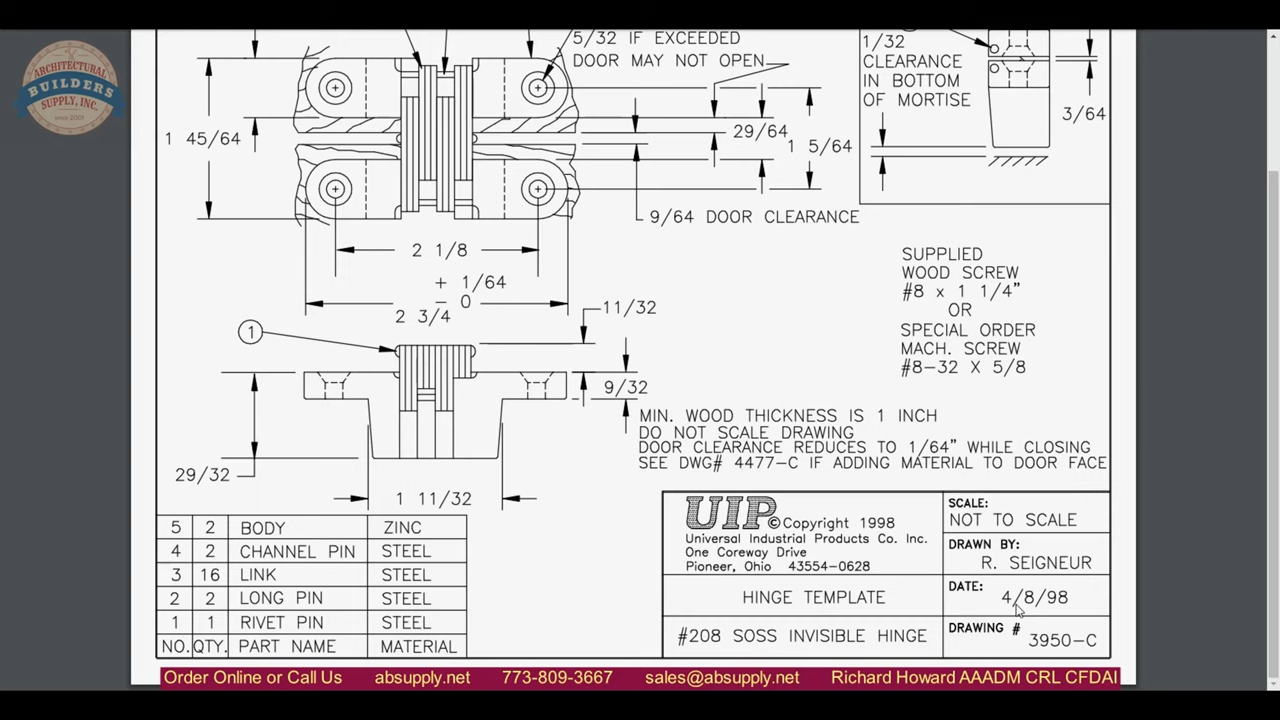 ARCHITECTURAL
BUILDERS
SUPPLY, INC.
since 2001
5/32 IF EXCEEDED
DOOR MAY NOT OPEN
1/32
CLEARANCE
IN BOTTOM
OF MORTISE
3/64
1 45/64
29/64
1 5/64
9/64 DOOR CLEARANCE
2 1/8
+ 1/64
- 0
2 3/4
SUPPLIED
WOOD SCREW
#8 x 1 1/4"
OR
SPECIAL ORDER
MACH. SCREW
#8-32 X 5/8
1
11/32
9/32
29/32
1 11/32
MIN. WOOD THICKNESS IS 1 INCH
DO NOT SCALE DRAWING
DOOR CLEARANCE REDUCES TO 1/64" WHILE CLOSING
SEE DWG# 4477-C IF ADDING MATERIAL TO DOOR FACE
5 2 BODY ZINC
4 2 CHANNEL PIN STEEL
3 16 LINK STEEL
2 2 LONG PIN STEEL
1 1 RIVET PIN STEEL
NO. QTY. PART NAME MATERIAL
UIP ©Copyright 1998
Universal Industrial Products Co. Inc.
One Coreway Drive
Pioneer, Ohio 43554-0628
HINGE TEMPLATE
#208 SOSS INVISIBLE HINGE
SCALE:
NOT TO SCALE
DRAWN BY:
R. SEIGNEUR
DATE:
4/8/98
DRAWING #
3950-C
Order Online or Call Us absupply.net 773-809-3667 sales@absupply.net Richard Howard AAADM CRL CFDAI